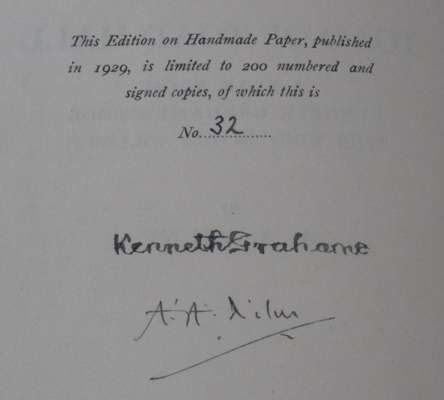 This Edition on Handmade Paper, published
in 1929, is limited to 200 numbered and
signed copies, of which this is
No. 32
Kenneth Grahame
A. A. Milne